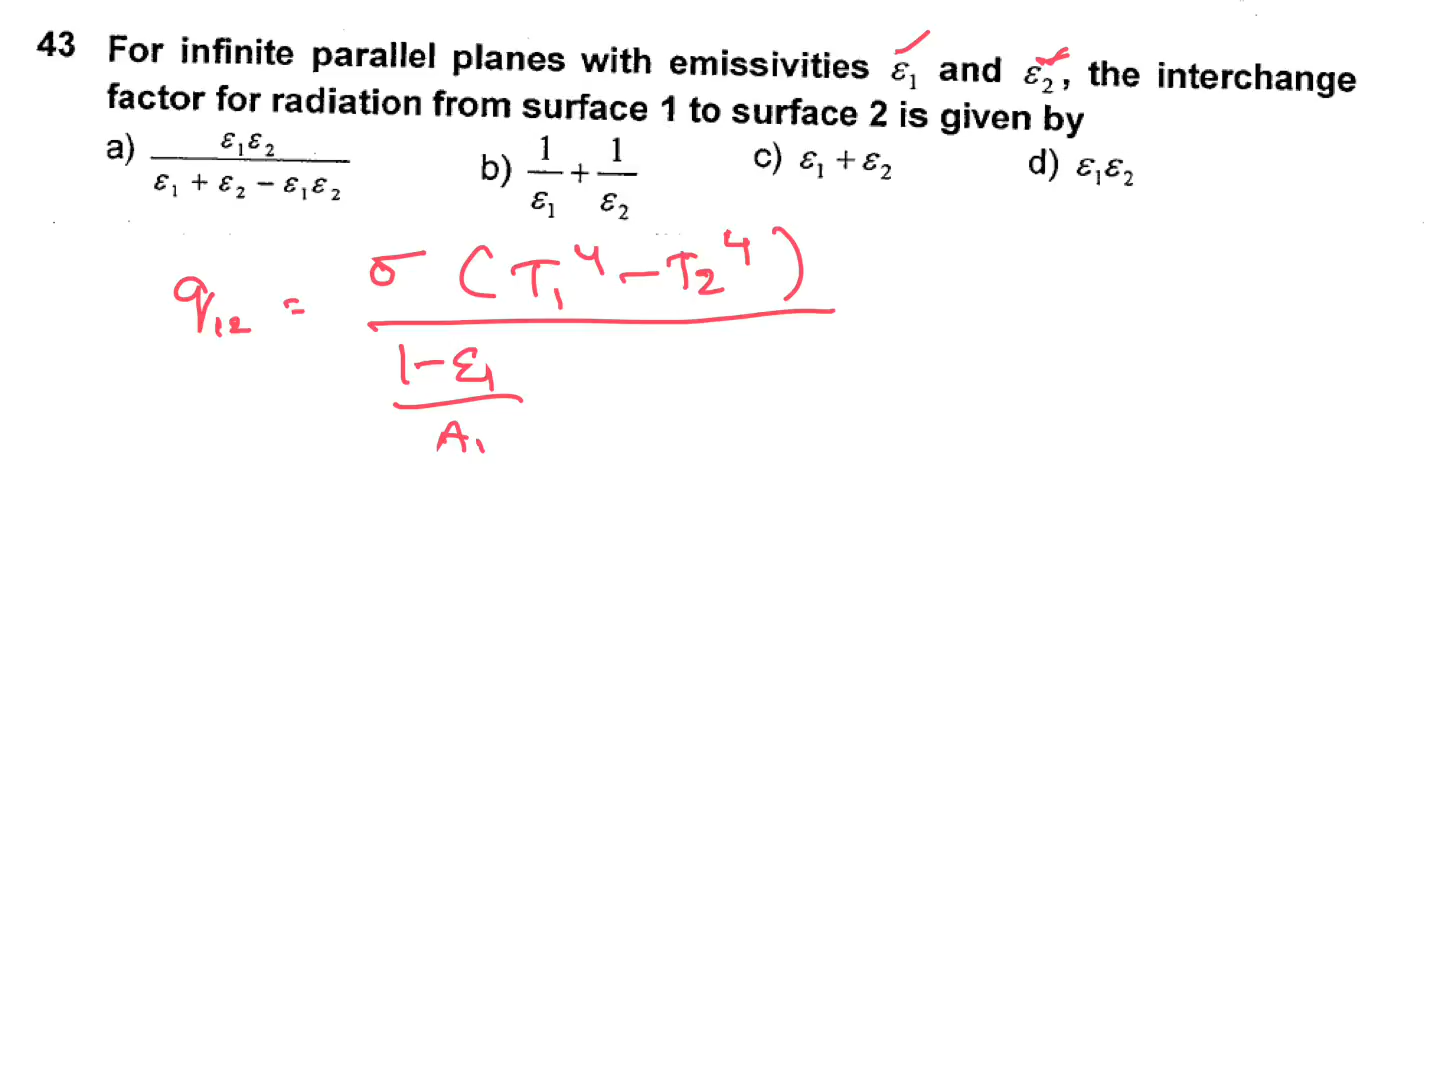 43 For infinite parallel planes with emissivities ε₁ and ε₂, the interchange
factor for radiation from surface 1 to surface 2 is given by
a) ε₁ε₂ / (ε₁ + ε₂ − ε₁ε₂) b) 1/ε₁ + 1/ε₂ c) ε₁ + ε₂ d) ε₁ε₂
q₁₂ = σ (T₁⁴ − T₂⁴)
1 − ε₁
A₁